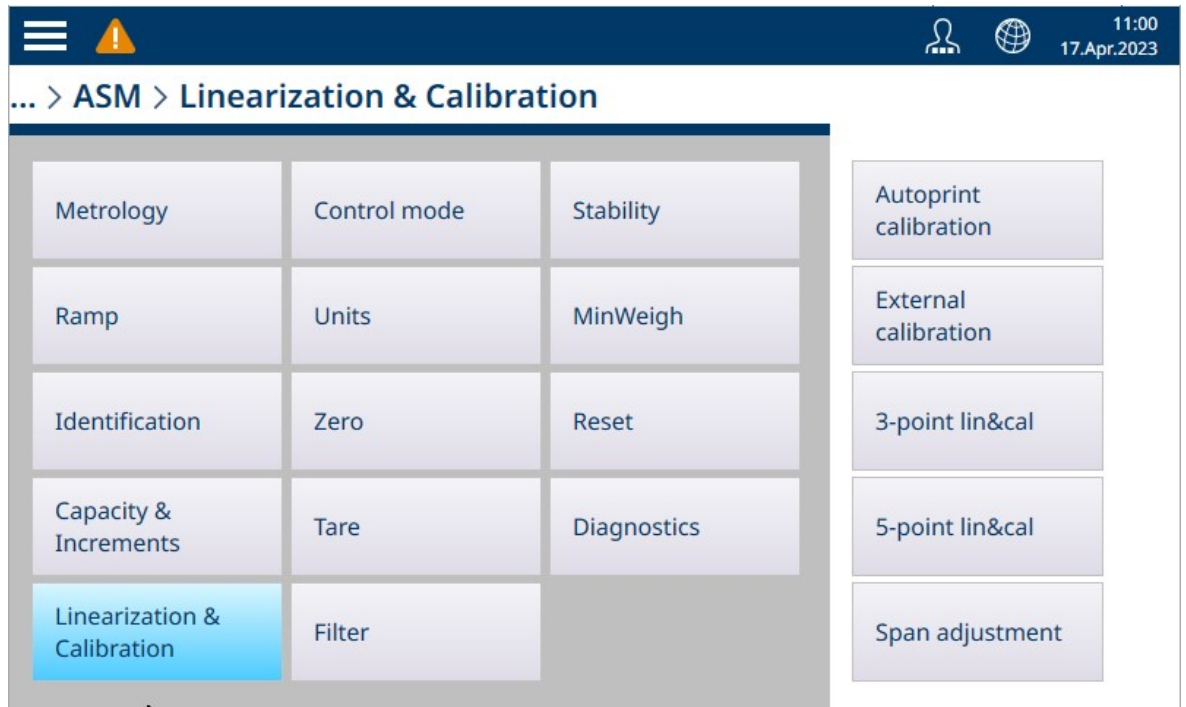 11:00
17.Apr.2023
... > ASM > Linearization & Calibration
Metrology
Control mode
Stability
Autoprint
calibration
Ramp
Units
MinWeigh
External
calibration
Identification
Zero
Reset
3-point lin&cal
Capacity &
Increments
Tare
Diagnostics
5-point lin&cal
Linearization &
Calibration
Filter
Span adjustment